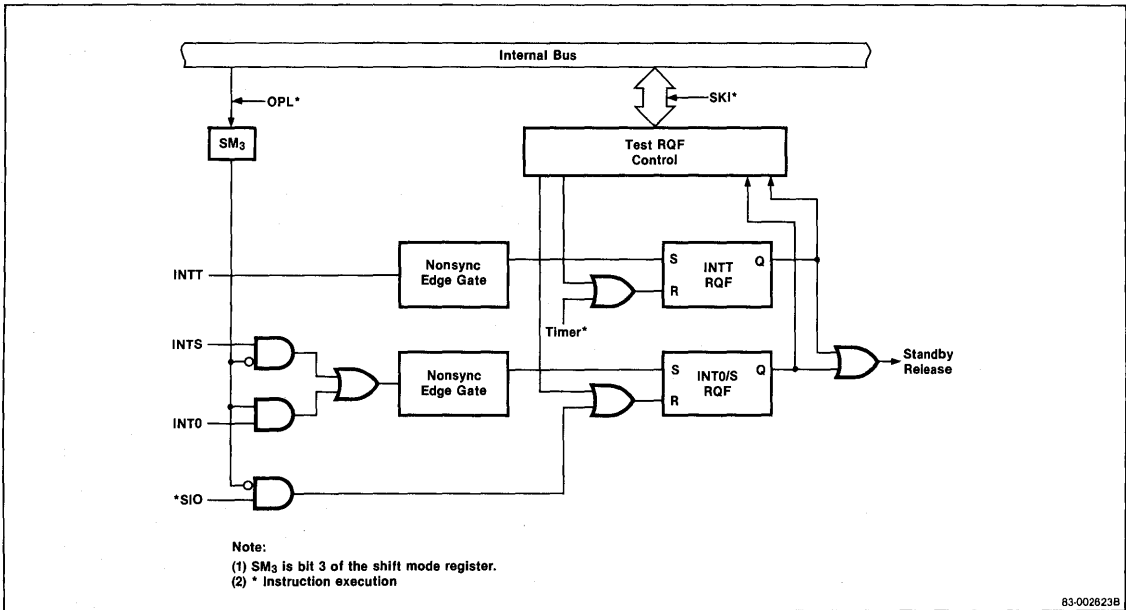 Internal Bus
OPL*
SKI*
SM₃
Test RQF
Control
INTT
Nonsync
Edge Gate
S
Q
INTT
RQF
R
Timer*
INTS
Nonsync
Edge Gate
S
Q
INT0/S
RQF
R
Standby
Release
INT0
*SIO
Note:
(1) SM₃ is bit 3 of the shift mode register.
(2) * Instruction execution
83-002623B